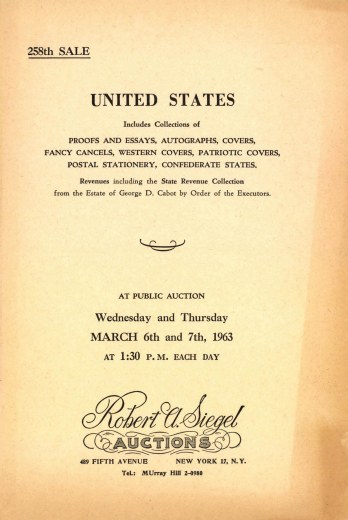 258th SALE
UNITED STATES
Includes Collections of
PROOFS AND ESSAYS, AUTOGRAPHS, COVERS,
FANCY CANCELS, WESTERN COVERS, PATRIOTIC COVERS,
POSTAL STATIONERY, CONFEDERATE STATES.
Revenues including the State Revenue Collection
from the Estate of George D. Cabot by Order of the Executors.
AT PUBLIC AUCTION
Wednesday and Thursday
MARCH 6th and 7th, 1963
AT 1:30 P.M. EACH DAY
Robert A. Siegel
AUCTIONS
489 FIFTH AVENUE NEW YORK 17, N.Y.
Tel.: MUrray Hill 2-0980